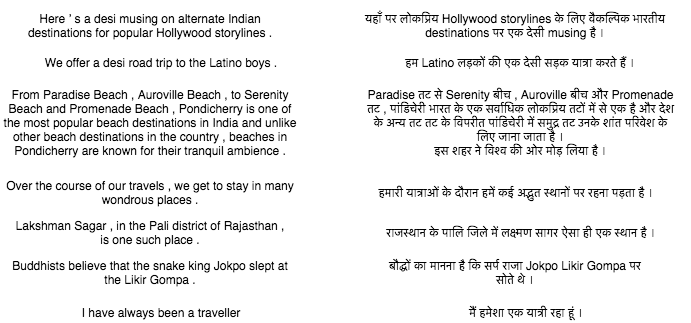 Here ' s a desi musing on alternate Indian
destinations for popular Hollywood storylines .
यहाँ पर लोकप्रिय Hollywood storylines के लिए वैकल्पिक भारतीय
destinations पर एक देसी musing है ।
We offer a desi road trip to the Latino boys .
हम Latino लड़कों की एक देसी सड़क यात्रा करते हैं ।
From Paradise Beach , Auroville Beach , to Serenity
Beach and Promenade Beach , Pondicherry is one of
the most popular beach destinations in India and unlike
other beach destinations in the country , beaches in
Pondicherry are known for their tranquil ambience .
Paradise तट से Serenity बीच , Auroville बीच और Promenade
तट , पांडिचेरी भारत के एक सर्वाधिक लोकप्रिय तटों में से एक है और देश
के अन्य तट तट के विपरीत पांडिचेरी में समुद्र तट उनके शांत परिवेश के
लिए जाना जाता है ।
इस शहर ने विश्व की ओर मोड़ लिया है ।
Over the course of our travels , we get to stay in many
wondrous places .
हमारी यात्राओं के दौरान हमें कई अद्भुत स्थानों पर रहना पड़ता है ।
Lakshman Sagar , in the Pali district of Rajasthan ,
is one such place .
राजस्थान के पालि जिले में लक्ष्मण सागर ऐसा ही एक स्थान है ।
Buddhists believe that the snake king Jokpo slept at
the Likir Gompa .
बौद्धों का मानना है कि सर्प राजा Jokpo Likir Gompa पर
सोते थे ।
I have always been a traveller
मैं हमेशा एक यात्री रहा हूं ।